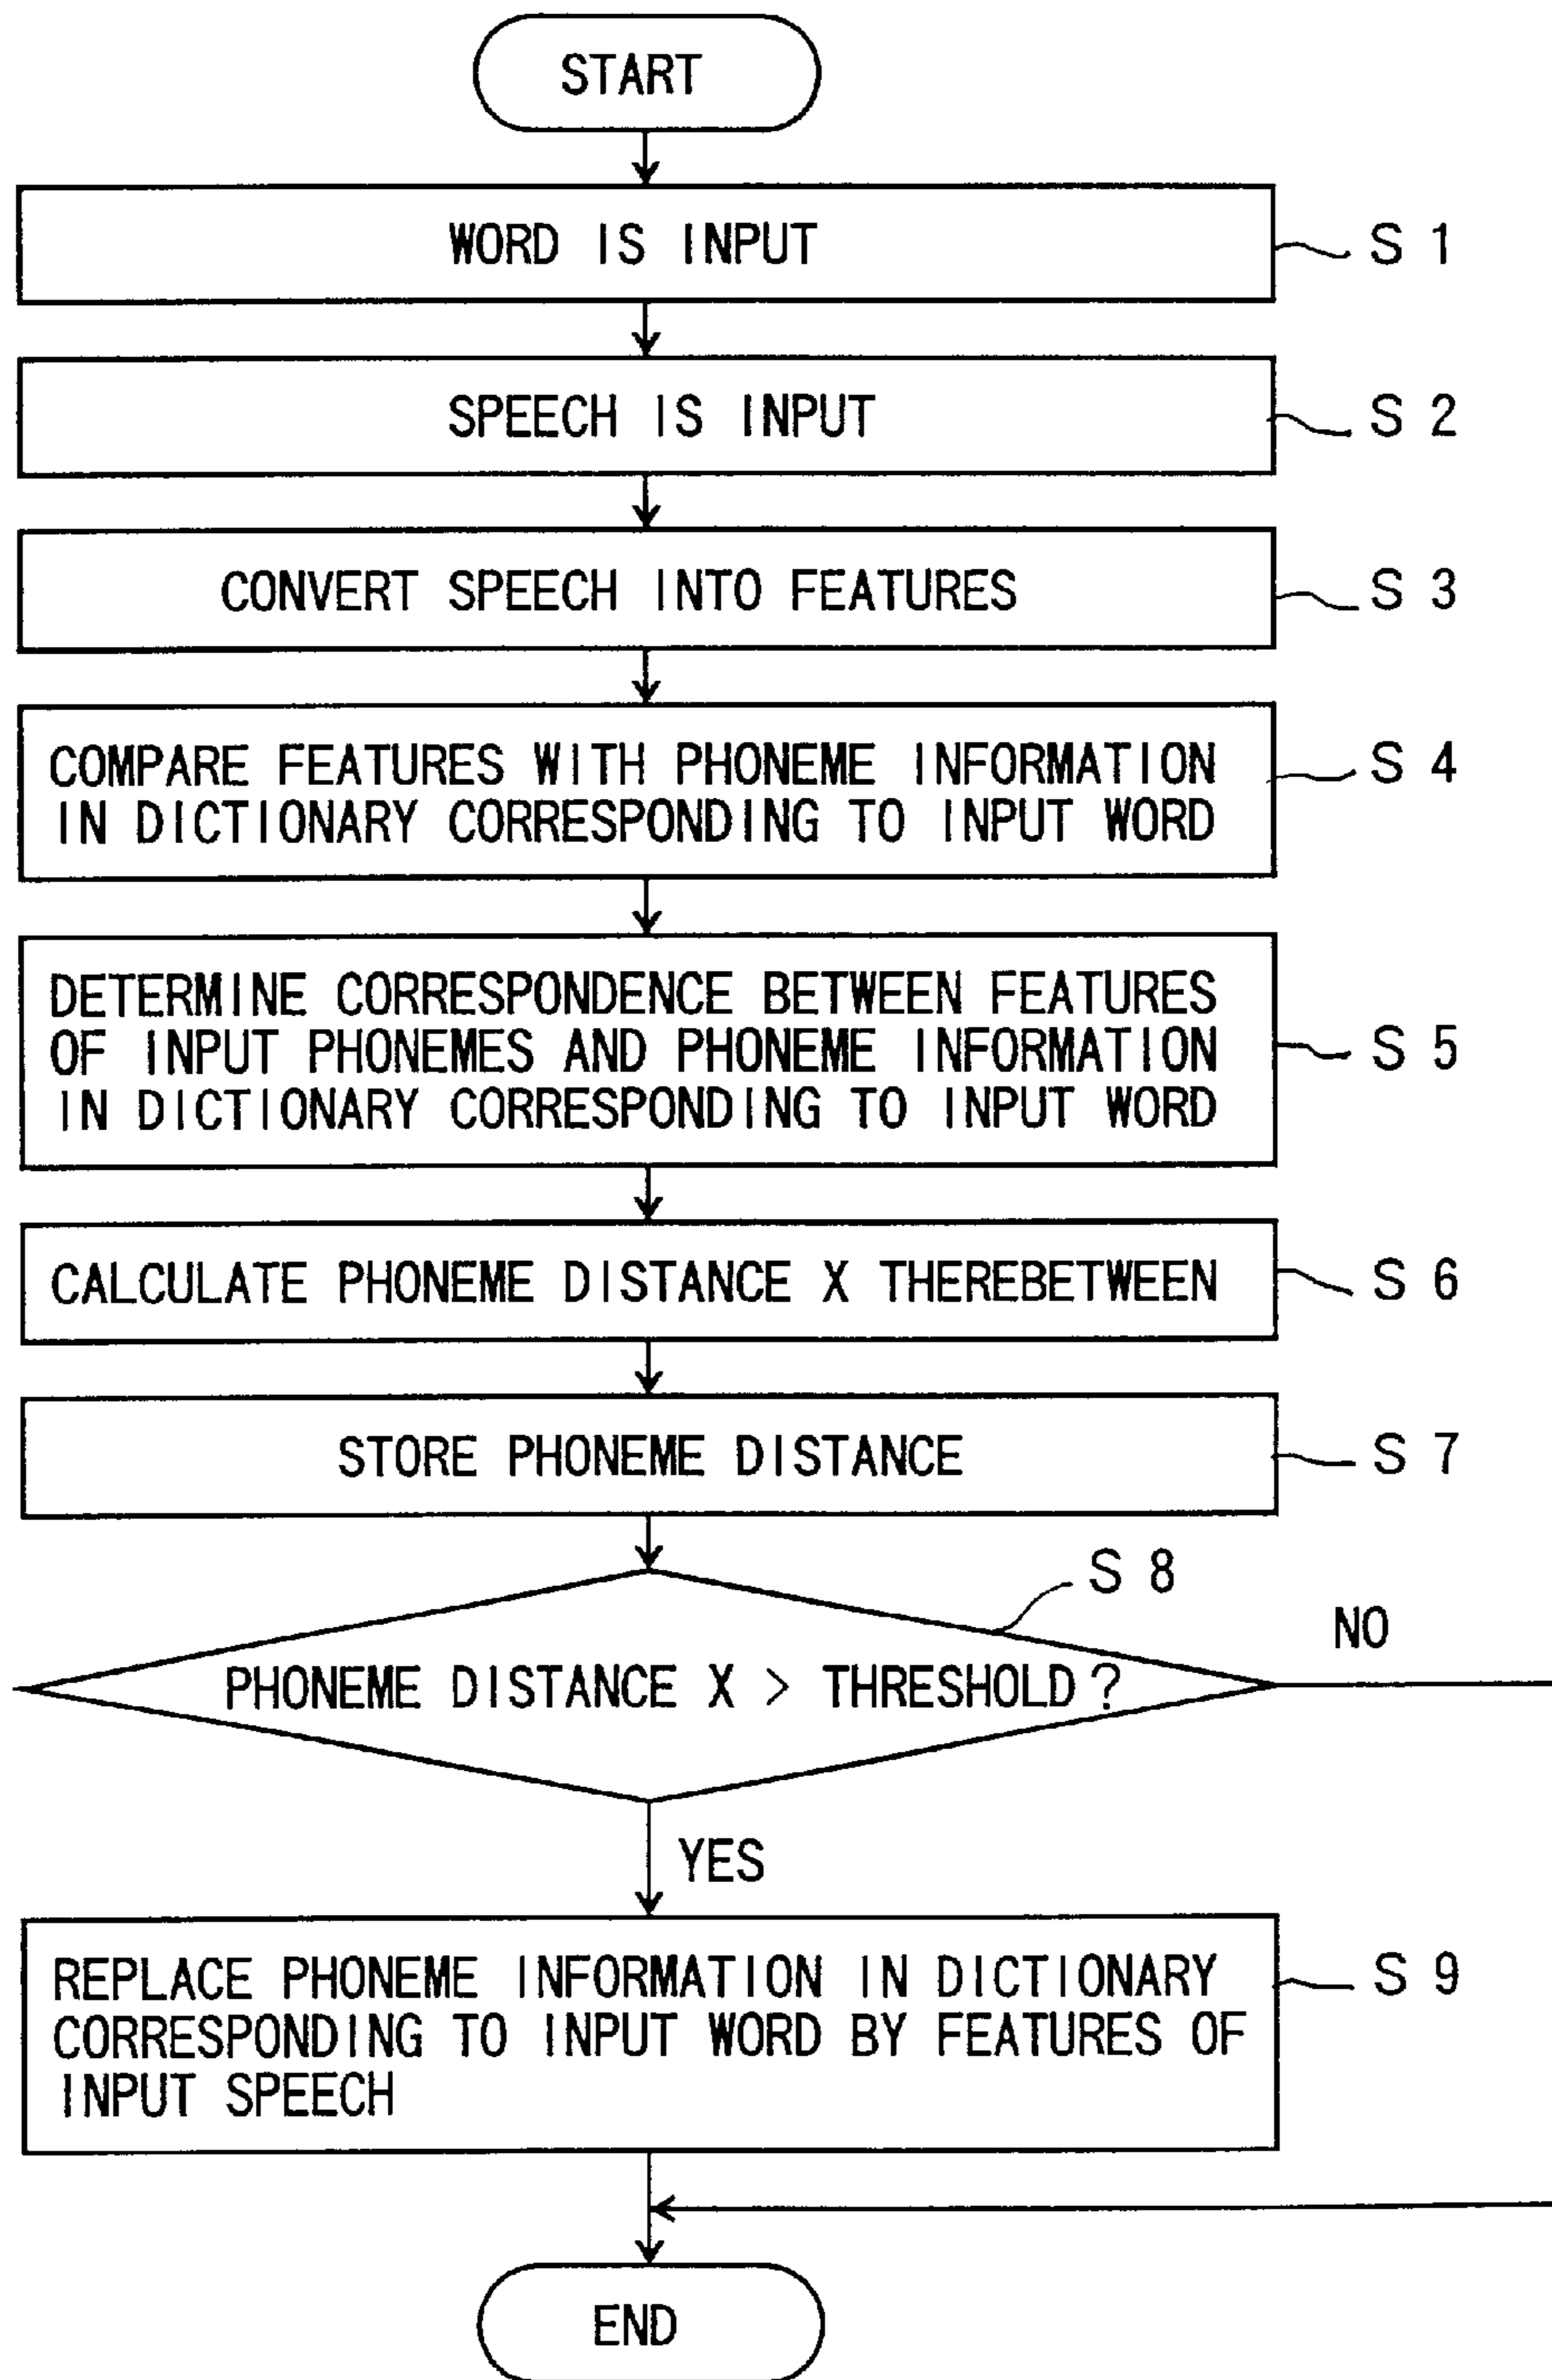 START
WORD IS INPUT
S 1
SPEECH IS INPUT
S 2
CONVERT SPEECH INTO FEATURES
S 3
COMPARE FEATURES WITH PHONEME INFORMATION
IN DICTIONARY CORRESPONDING TO INPUT WORD
S 4
DETERMINE CORRESPONDENCE BETWEEN FEATURES
OF INPUT PHONEMES AND PHONEME INFORMATION
IN DICTIONARY CORRESPONDING TO INPUT WORD
S 5
CALCULATE PHONEME DISTANCE X THEREBETWEEN
S 6
STORE PHONEME DISTANCE
S 7
S 8
PHONEME DISTANCE X > THRESHOLD?
NO
YES
REPLACE PHONEME INFORMATION IN DICTIONARY
CORRESPONDING TO INPUT WORD BY FEATURES OF
INPUT SPEECH
S 9
END